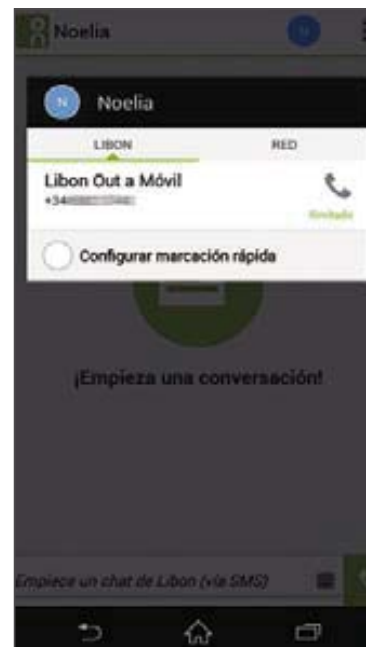 Noelia
N
N
Noelia
LIBON
RED
Libon Out a Móvil
+34
Ilimitado
Configurar marcación rápida
¡Empieza una conversación!
Empiece un chat de Libon (vía SMS)